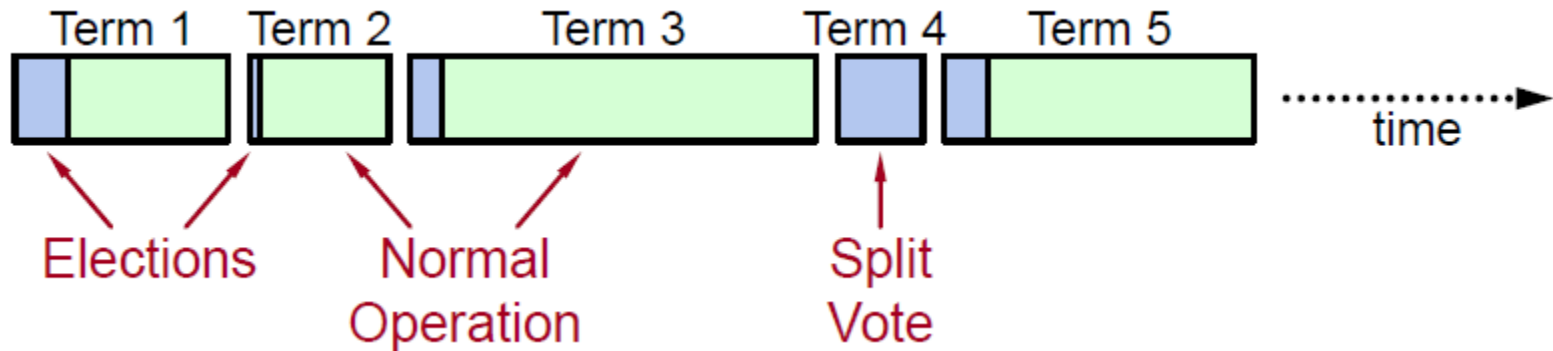 Term 1
Term 2
Term 3
Term 4
Term 5
time
Elections
Normal
Operation
Split
Vote